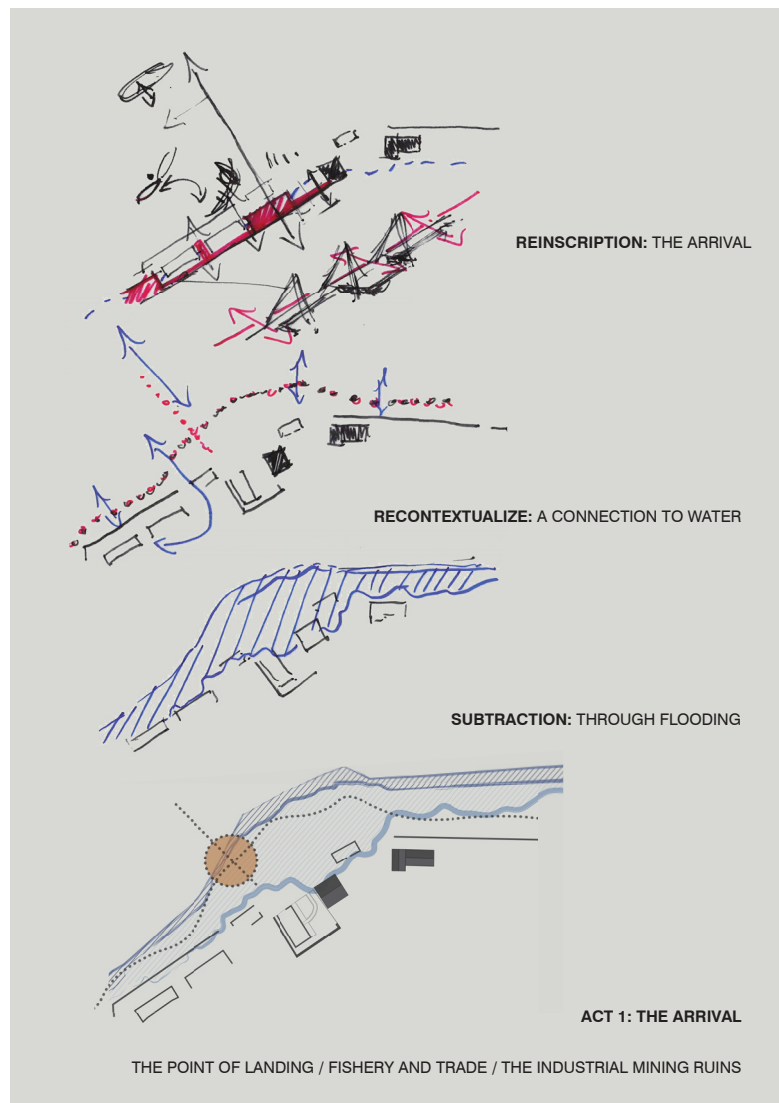 REINSCRIPTION: THE ARRIVAL
RECONTEXTUALIZE: A CONNECTION TO WATER
SUBTRACTION: THROUGH FLOODING
ACT 1: THE ARRIVAL
THE POINT OF LANDING / FISHERY AND TRADE / THE INDUSTRIAL MINING RUINS